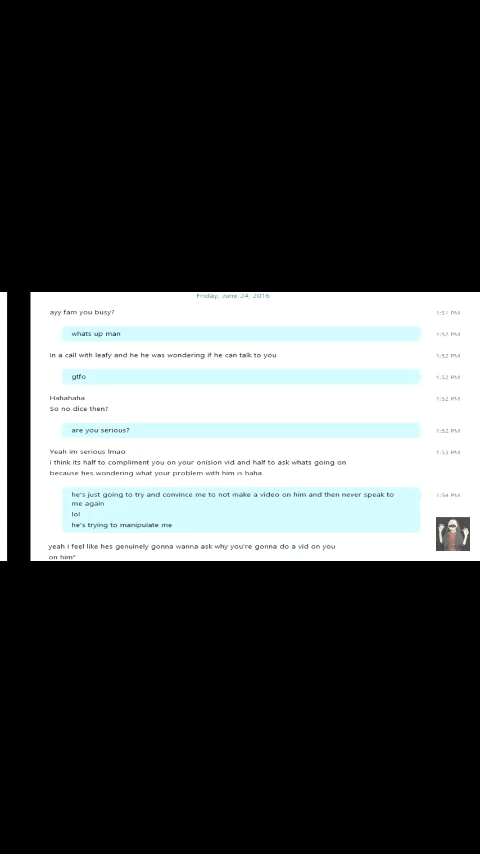 Friday, June 24, 2016
ayy fam you busy?
1:51 PM
whats up man
1:52 PM
in a call with leafy and he he was wondering if he can talk to you
1:52 PM
gtfo
1:52 PM
Hahahaha
1:52 PM
So no dice then?
are you serious?
1:52 PM
Yeah im serious lmao
1:53 PM
i think its half to compliment you on your onision vid and half to ask whats going on
because hes wondering what your problem with him is haha
he's just going to try and convince me to not make a video on him and then never speak to
1:54 PM
me again
lol
he's trying to manipulate me
yeah i feel like hes genuinely gonna wanna ask why you're gonna do a vid on you
on him*